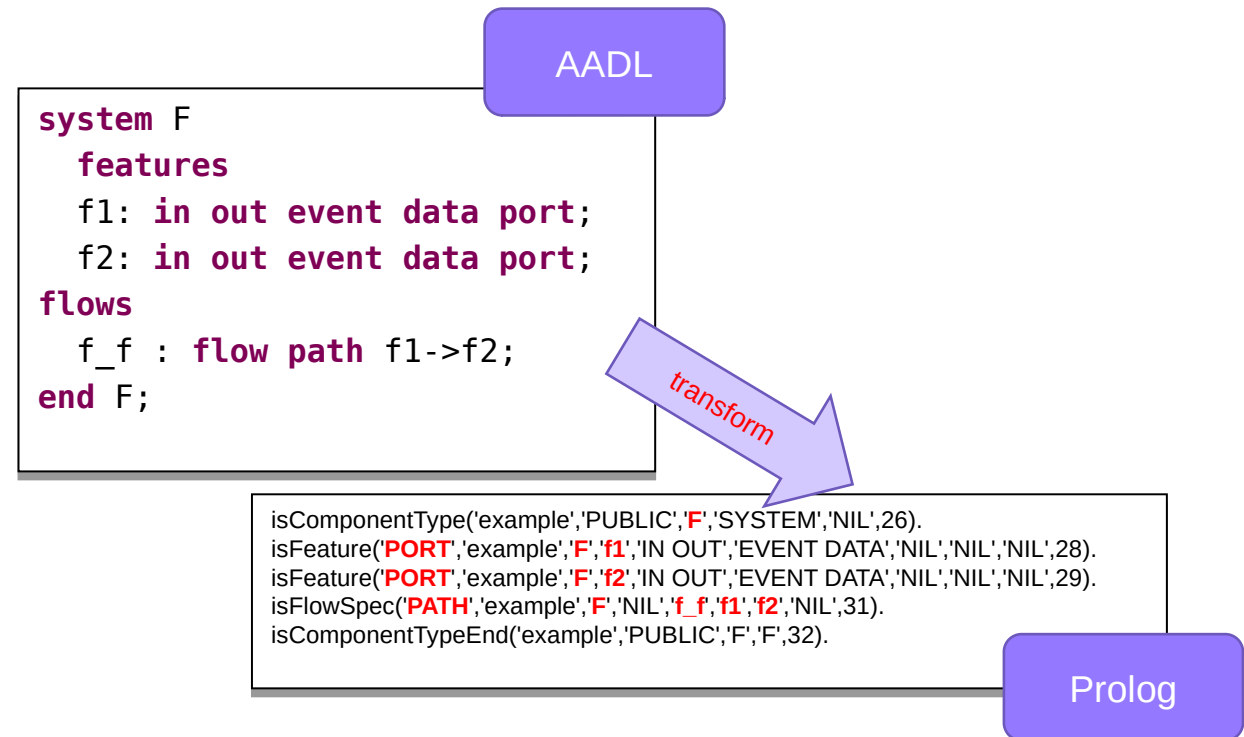 AADL
system F
features
f1: in out event data port;
f2: in out event data port;
flows
f_f : flow path f1->f2;
end F;
transform
isComponentType('example','PUBLIC','F','SYSTEM','NIL',26).
isFeature('PORT','example','F','f1','IN OUT','EVENT DATA','NIL','NIL','NIL',28).
isFeature('PORT','example','F','f2','IN OUT','EVENT DATA','NIL','NIL','NIL',29).
isFlowSpec('PATH','example','F','NIL','f_f','f1','f2','NIL',31).
isComponentTypeEnd('example','PUBLIC','F','F',32).
Prolog